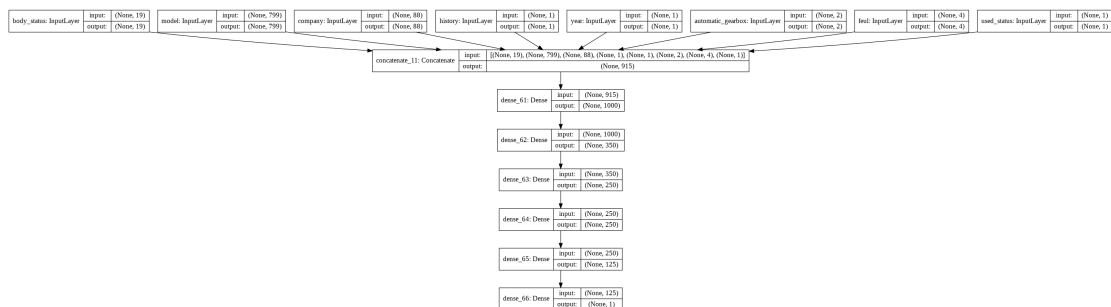 body_status: InputLayer input: (None, 19) output: (None, 19)
model: InputLayer input: (None, 799) output: (None, 799)
company: InputLayer input: (None, 88) output: (None, 88)
history: InputLayer input: (None, 1) output: (None, 1)
year: InputLayer input: (None, 1) output: (None, 1)
automatic_gearbox: InputLayer input: (None, 2) output: (None, 2)
feul: InputLayer input: (None, 4) output: (None, 4)
used_status: InputLayer input: (None, 1) output: (None, 1)
concatenate_11: Concatenate input: [(None, 19), (None, 799), (None, 88), (None, 1), (None, 1), (None, 2), (None, 4), (None, 1)] output: (None, 915)
dense_61: Dense input: (None, 915) output: (None, 1000)
dense_62: Dense input: (None, 1000) output: (None, 350)
dense_63: Dense input: (None, 350) output: (None, 250)
dense_64: Dense input: (None, 250) output: (None, 250)
dense_65: Dense input: (None, 250) output: (None, 125)
dense_66: Dense input: (None, 125) output: (None, 1)